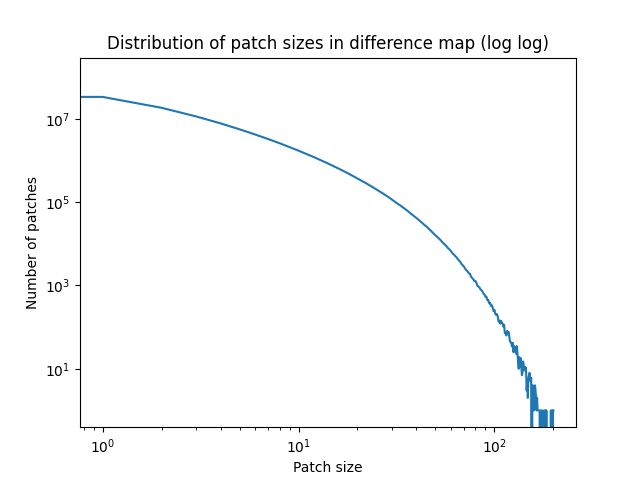 Distribution of patch sizes in difference map (log log)
Number of patches
10^7
10^5
10^3
10^1
10^0 10^1 10^2
Patch size